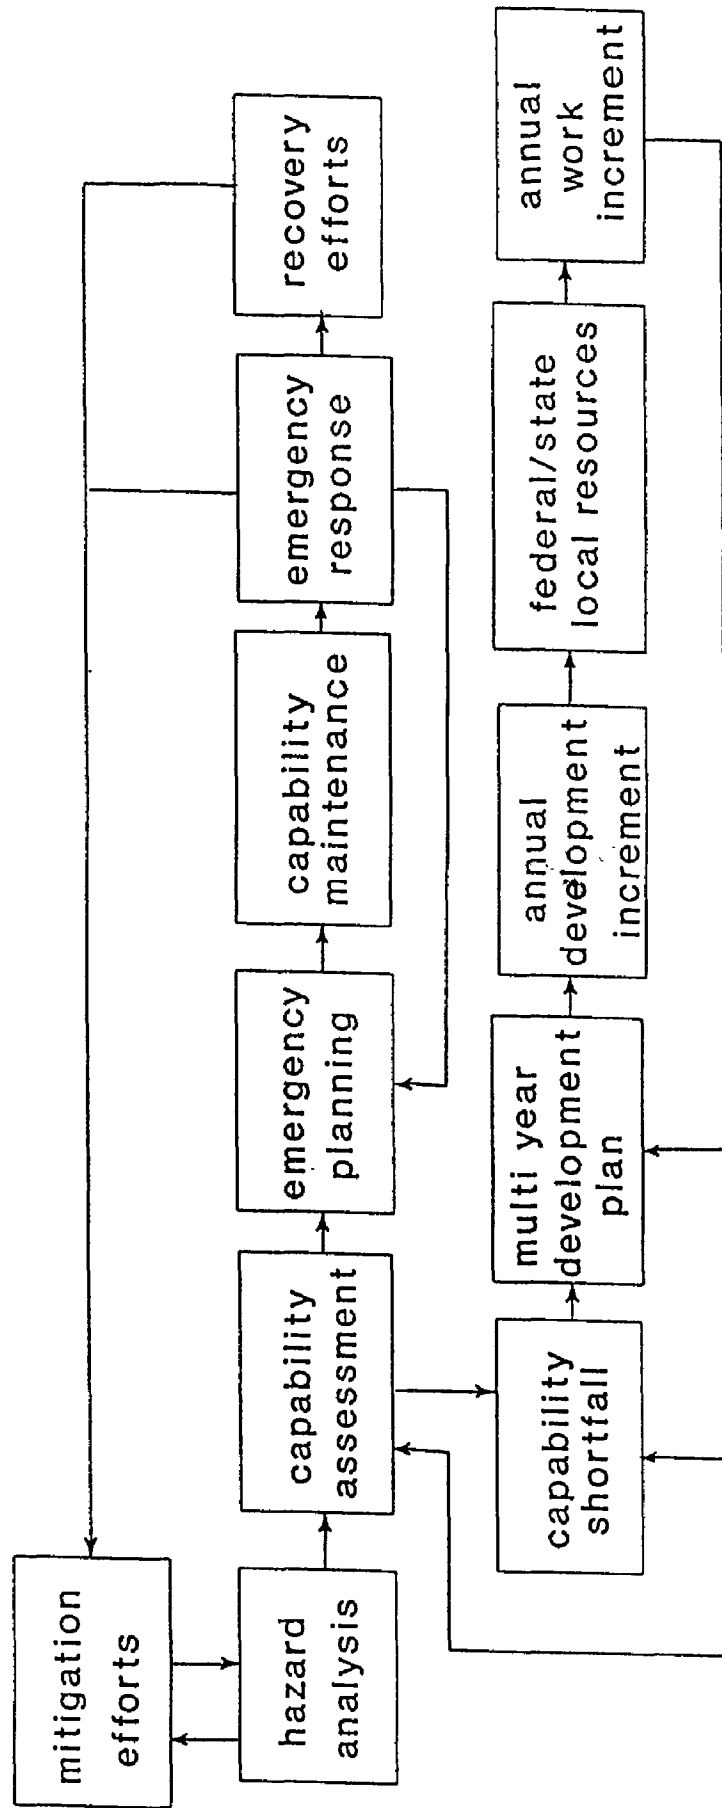 mitigation
efforts
hazard
analysis
capability
assessment
emergency
planning
capability
maintenance
emergency
response
recovery
efforts
capability
shortfall
multi year
development
plan
annual
development
increment
federal/state
local resources
annual
work
increment